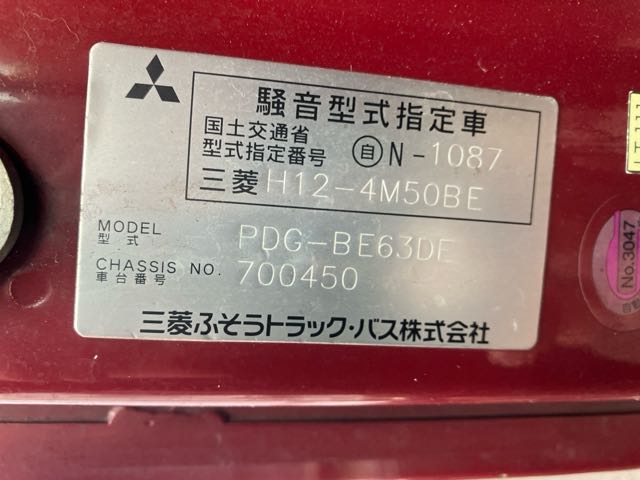 騒音型式指定車
国土交通省
型式指定番号 自 N-1087
三菱 H12-4M50BE
MODEL
型式
PDG-BE63DE
CHASSIS NO.
車台番号
700450
三菱ふそうトラック・バス株式会社
No.3047